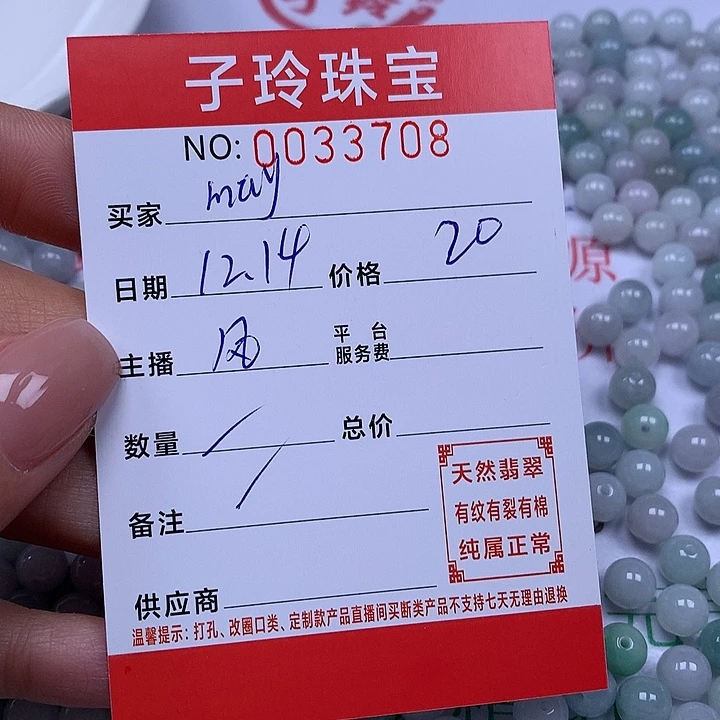 子玲珠宝
NO: 0033708
买家 may
日期 12.14 价格 20
主播 凤 平台服务费
数量 / 总价
备注 /
天然翡翠
有纹有裂有棉
纯属正常
供应商
温馨提示：打孔、改圈口类、定制款产品直播间买断类产品不支持七天无理由退换
原